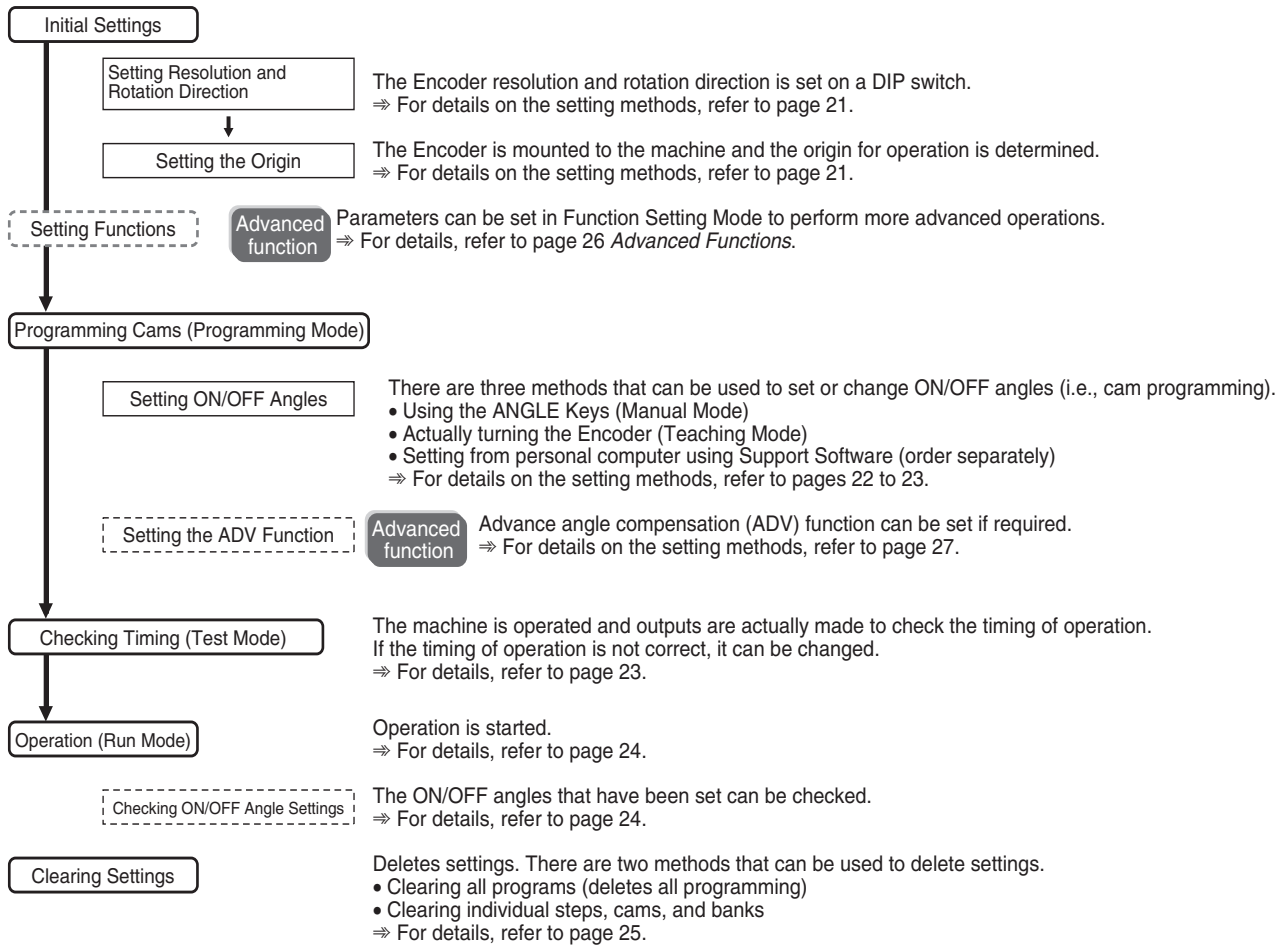 Initial Settings
Setting Resolution and
Rotation Direction
The Encoder resolution and rotation direction is set on a DIP switch.
⇒ For details on the setting methods, refer to page 21.
Setting the Origin
The Encoder is mounted to the machine and the origin for operation is determined.
⇒ For details on the setting methods, refer to page 21.
Setting Functions
Advanced
function
Parameters can be set in Function Setting Mode to perform more advanced operations.
⇒ For details, refer to page 26 Advanced Functions.
Programming Cams (Programming Mode)
Setting ON/OFF Angles
There are three methods that can be used to set or change ON/OFF angles (i.e., cam programming).
• Using the ANGLE Keys (Manual Mode)
• Actually turning the Encoder (Teaching Mode)
• Setting from personal computer using Support Software (order separately)
⇒ For details on the setting methods, refer to pages 22 to 23.
Setting the ADV Function
Advanced
function
Advance angle compensation (ADV) function can be set if required.
⇒ For details on the setting methods, refer to page 27.
Checking Timing (Test Mode)
The machine is operated and outputs are actually made to check the timing of operation.
If the timing of operation is not correct, it can be changed.
⇒ For details, refer to page 23.
Operation (Run Mode)
Operation is started.
⇒ For details, refer to page 24.
Checking ON/OFF Angle Settings
The ON/OFF angles that have been set can be checked.
⇒ For details, refer to page 24.
Clearing Settings
Deletes settings. There are two methods that can be used to delete settings.
• Clearing all programs (deletes all programming)
• Clearing individual steps, cams, and banks
⇒ For details, refer to page 25.